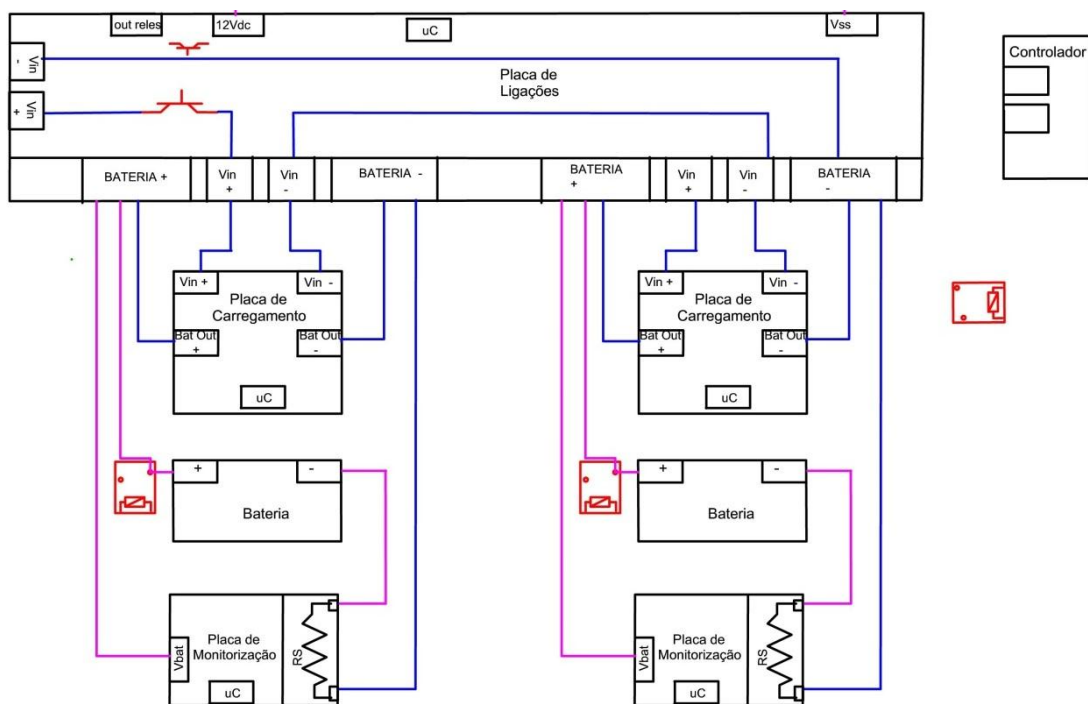 out reles
12Vdc
uC
Vss
Vin
-
Placa de
Ligações
Controlador
Vin
+
BATERIA +
Vin
+
Vin
-
BATERIA -
BATERIA
+
Vin
+
Vin
-
BATERIA
-
Vin +
Vin -
Placa de
Carregamento
Bat Out
+
Bat Out
-
uC
Vin +
Vin -
Placa de
Carregamento
Bat Out
+
Bat Out
-
uC
+
-
Bateria
+
-
Bateria
Vbat
Placa de
Monitorização
RS
uC
Vbat
Placa de
Monitorização
RS
uC